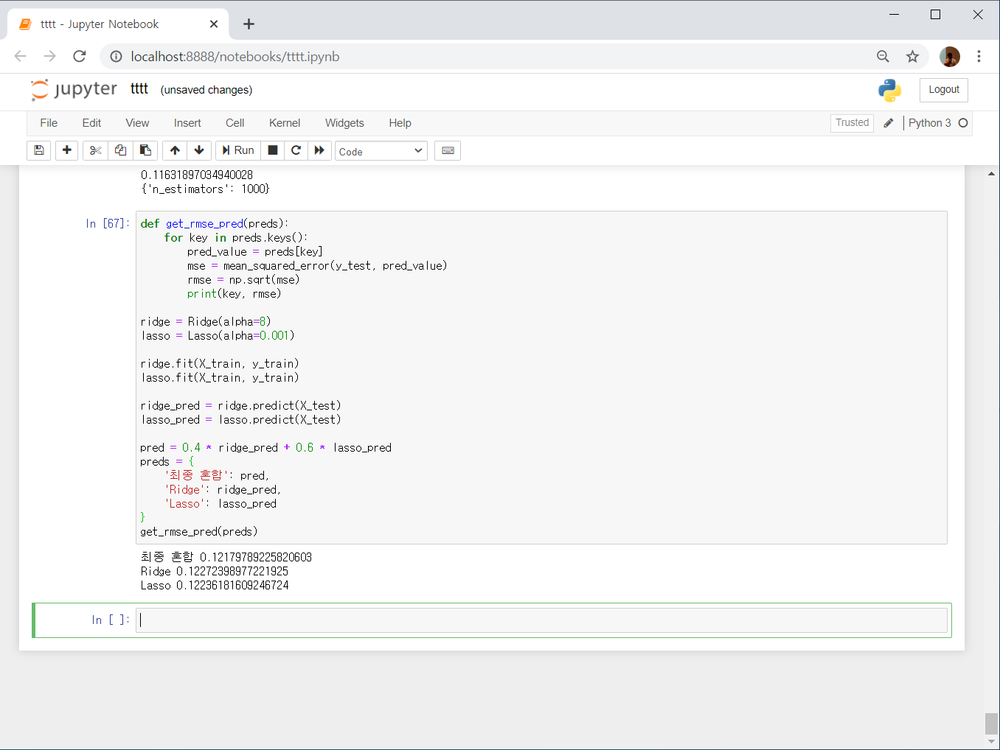 tttt - Jupyter Notebook
localhost:8888/notebooks/tttt.ipynb
jupyter tttt (unsaved changes)
Logout
File Edit View Insert Cell Kernel Widgets Help Trusted Python 3
Run Code
0.11631897034940028
{'n_estimators': 1000}
In [67]: def get_rmse_pred(preds):
    for key in preds.keys():
        pred_value = preds[key]
        mse = mean_squared_error(y_test, pred_value)
        rmse = np.sqrt(mse)
        print(key, rmse)
ridge = Ridge(alpha=8)
lasso = Lasso(alpha=0.001)
ridge.fit(X_train, y_train)
lasso.fit(X_train, y_train)
ridge_pred = ridge.predict(X_test)
lasso_pred = lasso.predict(X_test)
pred = 0.4 * ridge_pred + 0.6 * lasso_pred
preds = {
    '최종 혼합': pred,
    'Ridge': ridge_pred,
    'Lasso': lasso_pred
}
get_rmse_pred(preds)
최종 혼합 0.12179789225820603
Ridge 0.12272398977221925
Lasso 0.12236181609246724
In [ ]: